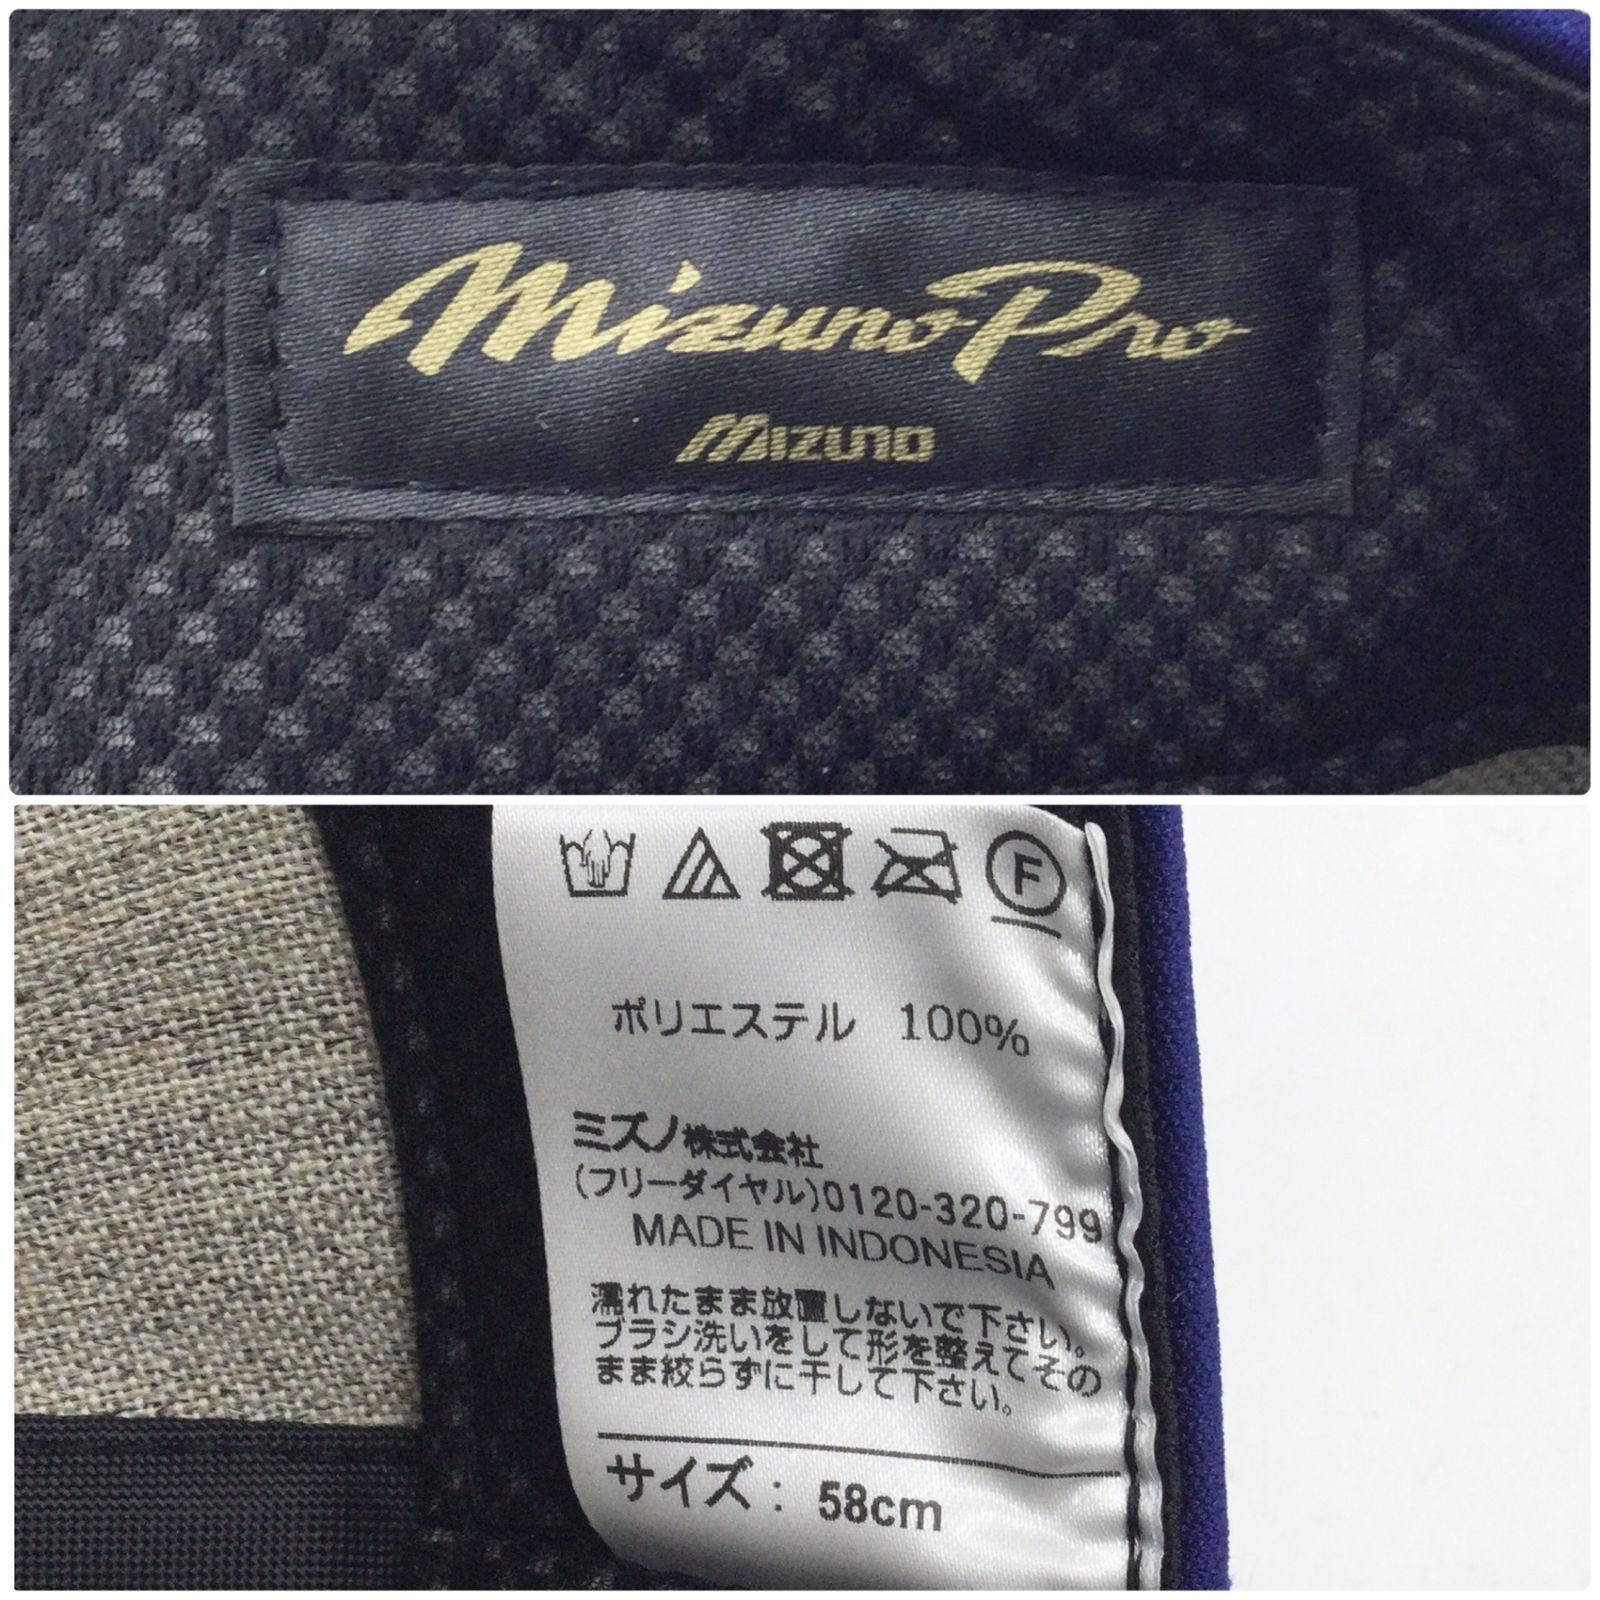 Mizuno Pro
MIZUNO
F
ポリエステル 100%
ミズノ株式会社
(フリーダイヤル)0120-320-799
MADE IN INDONESIA
濡れたまま放置しないで下さい。
ブラシ洗いをして形を整えてその
まま絞らずに干して下さい。
サイズ: 58cm